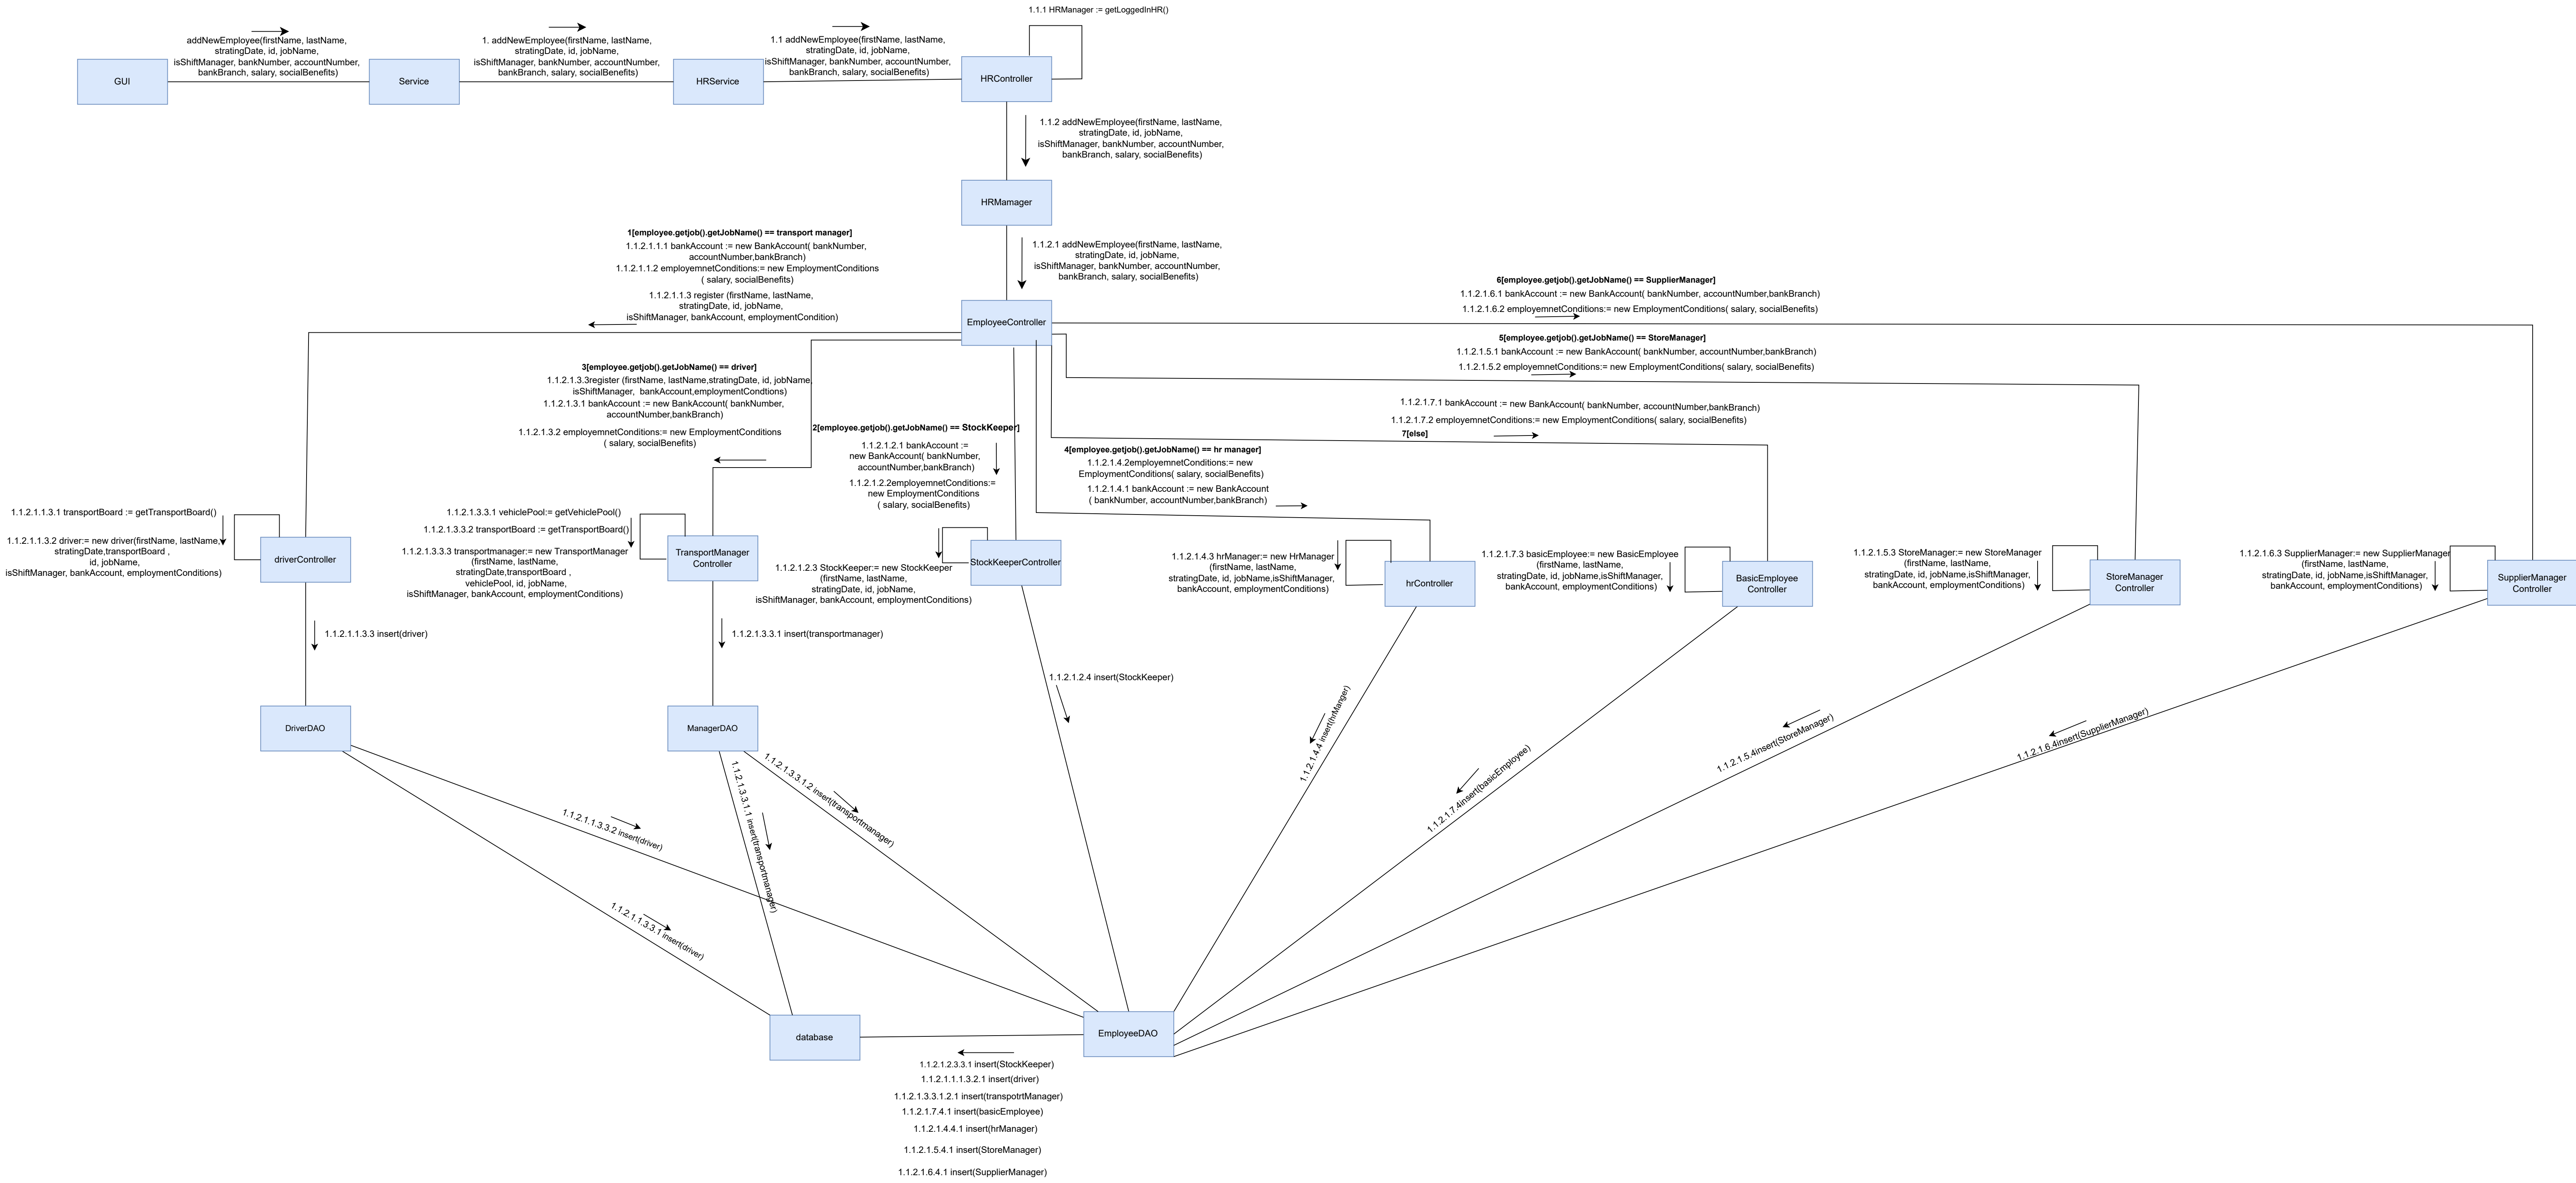 1.1.1 HRManager := getLoggedInHR()
addNewEmployee(firstName, lastName,
stratingDate, id, jobName,
isShiftManager, bankNumber, accountNumber,
bankBranch, salary, socialBenefits)
1. addNewEmployee(firstName, lastName,
stratingDate, id, jobName,
isShiftManager, bankNumber, accountNumber,
bankBranch, salary, socialBenefits)
1.1 addNewEmployee(firstName, lastName,
stratingDate, id, jobName,
isShiftManager, bankNumber, accountNumber,
bankBranch, salary, socialBenefits)
GUI
Service
HRService
HRController
1.1.2 addNewEmployee(firstName, lastName,
stratingDate, id, jobName,
isShiftManager, bankNumber, accountNumber,
bankBranch, salary, socialBenefits)
HRMamager
1.1.2.1 addNewEmployee(firstName, lastName,
stratingDate, id, jobName,
isShiftManager, bankNumber, accountNumber,
bankBranch, salary, socialBenefits)
1[employee.getjob().getJobName() == transport manager]
1.1.2.1.1.1 bankAccount := new BankAccount( bankNumber,
accountNumber,bankBranch)
1.1.2.1.1.2 employemnetConditions:= new EmploymentConditions
( salary, socialBenefits)
1.1.2.1.1.3 register (firstName, lastName,
stratingDate, id, jobName,
isShiftManager, bankAccount, employmentCondition)
EmployeeController
6[employee.getjob().getJobName() == SupplierManager]
1.1.2.1.6.1 bankAccount := new BankAccount( bankNumber, accountNumber,bankBranch)
1.1.2.1.6.2 employemnetConditions:= new EmploymentConditions( salary, socialBenefits)
5[employee.getjob().getJobName() == StoreManager]
1.1.2.1.5.1 bankAccount := new BankAccount( bankNumber, accountNumber,bankBranch)
1.1.2.1.5.2 employemnetConditions:= new EmploymentConditions( salary, socialBenefits)
3[employee.getjob().getJobName() == driver]
1.1.2.1.3.3register (firstName, lastName,stratingDate, id, jobName,
isShiftManager, bankAccount,employmentCondtions)
1.1.2.1.3.1 bankAccount := new BankAccount( bankNumber,
accountNumber,bankBranch)
1.1.2.1.3.2 employemnetConditions:= new EmploymentConditions
( salary, socialBenefits)
2[employee.getjob().getJobName() == StockKeeper]
1.1.2.1.2.1 bankAccount :=
new BankAccount( bankNumber,
accountNumber,bankBranch)
1.1.2.1.2.2employemnetConditions:=
new EmploymentConditions
( salary, socialBenefits)
1.1.2.1.7.1 bankAccount := new BankAccount( bankNumber, accountNumber,bankBranch)
1.1.2.1.7.2 employemnetConditions:= new EmploymentConditions( salary, socialBenefits)
7[else]
4[employee.getjob().getJobName() == hr manager]
1.1.2.1.4.2employemnetConditions:= new
EmploymentConditions( salary, socialBenefits)
1.1.2.1.4.1 bankAccount := new BankAccount
( bankNumber, accountNumber,bankBranch)
1.1.2.1.1.3.1 transportBoard := getTransportBoard()
1.1.2.1.1.3.2 driver:= new driver(firstName, lastName,
stratingDate,transportBoard ,
id, jobName,
isShiftManager, bankAccount, employmentConditions)
driverController
1.1.2.1.3.3.1 vehiclePool:= getVehiclePool()
1.1.2.1.3.3.2 transportBoard := getTransportBoard()
1.1.2.1.3.3.3 transportmanager:= new TransportManager
(firstName, lastName,
stratingDate,transportBoard ,
vehiclePool, id, jobName,
isShiftManager, bankAccount, employmentConditions)
TransportManager
Controller
1.1.2.1.2.3 StockKeeper:= new StockKeeper
(firstName, lastName,
stratingDate, id, jobName,
isShiftManager, bankAccount, employmentConditions)
StockKeeperController
1.1.2.1.4.3 hrManager:= new HrManager
(firstName, lastName,
stratingDate, id, jobName,isShiftManager,
bankAccount, employmentConditions)
hrController
1.1.2.1.7.3 basicEmployee:= new BasicEmployee
(firstName, lastName,
stratingDate, id, jobName,isShiftManager,
bankAccount, employmentConditions)
BasicEmployee
Controller
1.1.2.1.5.3 StoreManager:= new StoreManager
(firstName, lastName,
stratingDate, id, jobName,isShiftManager,
bankAccount, employmentConditions)
StoreManager
Controller
1.1.2.1.6.3 SupplierManager:= new SupplierManager
(firstName, lastName,
stratingDate, id, jobName,isShiftManager,
bankAccount, employmentConditions)
SupplierManager
Controller
1.1.2.1.1.3.3 insert(driver)
1.1.2.1.3.3.1 insert(transportmanager)
1.1.2.1.2.4 insert(StockKeeper)
1.1.2.1.4.4 insert(hrManger)
1.1.2.1.7.4insert(basicEmployee)
1.1.2.1.5.4insert(StoreManager)
1.1.2.1.6.4insert(SupplierManager)
DriverDAO
ManagerDAO
1.1.2.1.1.3.3.2 insert(driver)
1.1.2.1.3.3.1.1 insert(transportmanager)
1.1.2.1.3.3.1.2 insert(transportmanager)
1.1.2.1.1.3.3.1 insert(driver)
database
EmployeeDAO
1.1.2.1.2.3.3.1 insert(StockKeeper)
1.1.2.1.1.1.3.2.1 insert(driver)
1.1.2.1.3.3.1.2.1 insert(transpotrtManager)
1.1.2.1.7.4.1 insert(basicEmployee)
1.1.2.1.4.4.1 insert(hrManager)
1.1.2.1.5.4.1 insert(StoreManager)
1.1.2.1.6.4.1 insert(SupplierManager)